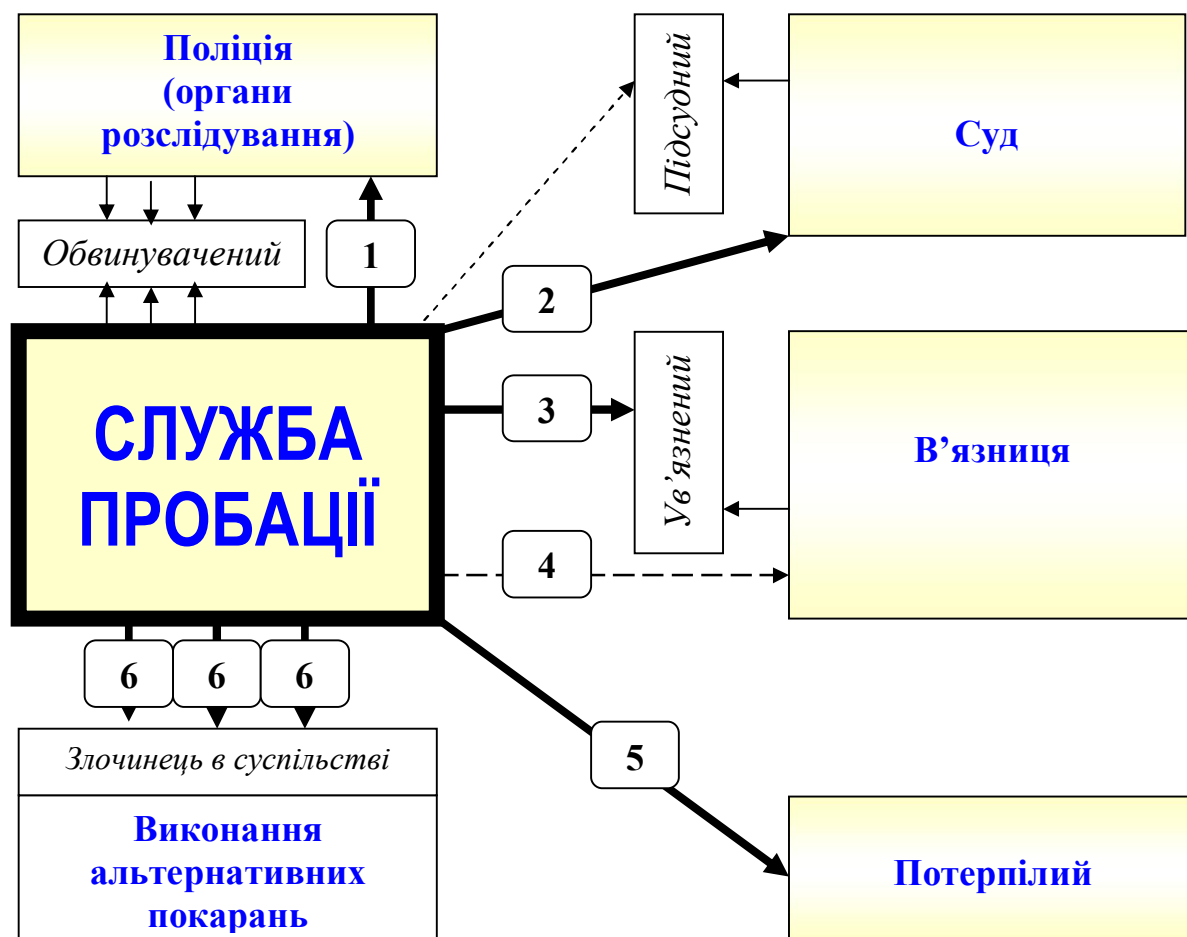 Поліція
(органи
розслідування)
Підсудний
Суд
Обвинувачений
1
2
СЛУЖБА
ПРОБАЦІЇ
3
Ув’язнений
В’язниця
4
6
6
6
5
Злочинець в суспільстві
Виконання
альтернативних
покарань
Потерпілий